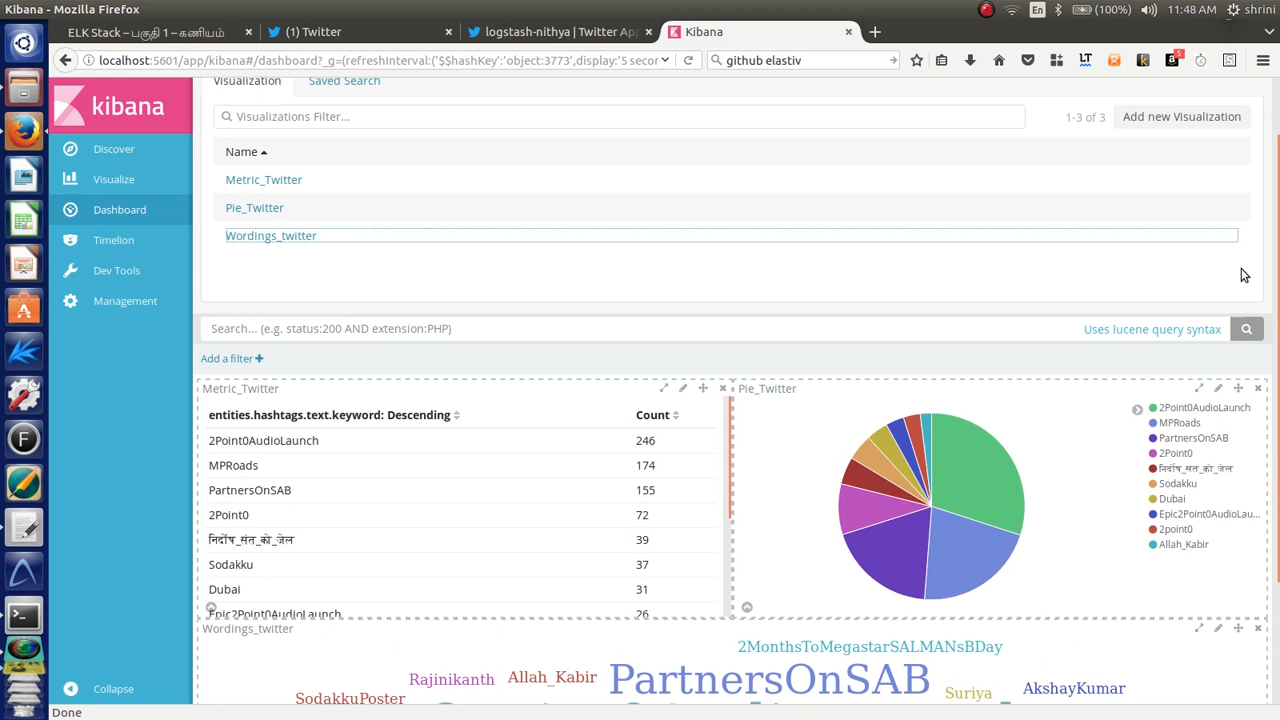 Kibana - Mozilla Firefox
En
(100%)
11:48 AM
shrini
ELK Stack – பகுதி 1 – கணியம்
(1) Twitter
logstash-nithya | Twitter App
Kibana
localhost:5601/app/kibana#/dashboard?_g=(refreshInterval:('$$hashKey':'object:3773',display:'5 secor
github elastiv
5
kibana
Discover
Visualize
Dashboard
Timelion
Dev Tools
Management
Collapse
Visualization
Saved Search
Visualizations Filter...
1-3 of 3
Add new Visualization
Name
Metric_Twitter
Pie_Twitter
Wordings_twitter
Search... (e.g. status:200 AND extension:PHP)
Uses lucene query syntax
Add a filter
Metric_Twitter
entities.hashtags.text.keyword: Descending Count
2Point0AudioLaunch 246
MPRoads 174
PartnersOnSAB 155
2Point0 72
निर्दोष_संत_को_जेल 39
Sodakku 37
Dubai 31
Epic2Point0AudioLaunch 26
Pie_Twitter
2Point0AudioLaunch
MPRoads
PartnersOnSAB
2Point0
निर्दोष_संत_को_जेल
Sodakku
Dubai
Epic2Point0AudioLau...
2point0
Allah_Kabir
Wordings_twitter
2MonthsToMegastarSALMANsBDay
Rajinikanth
Allah_Kabir
PartnersOnSAB
Suriya
AkshayKumar
SodakkuPoster
Done